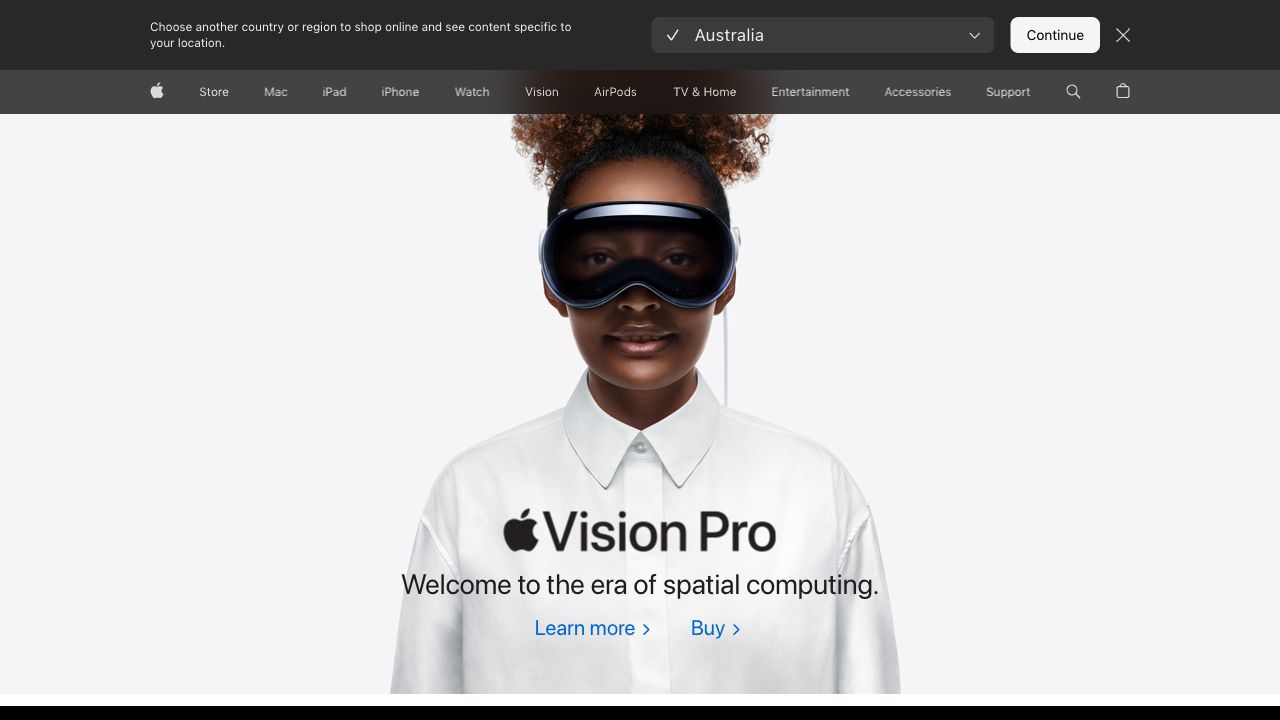 Choose another country or region to shop online and see content specific to
your location.
Australia
Continue
Store Mac iPad iPhone Watch Vision AirPods TV & Home Entertainment Accessories Support
Vision Pro
Welcome to the era of spatial computing.
Learn more Buy